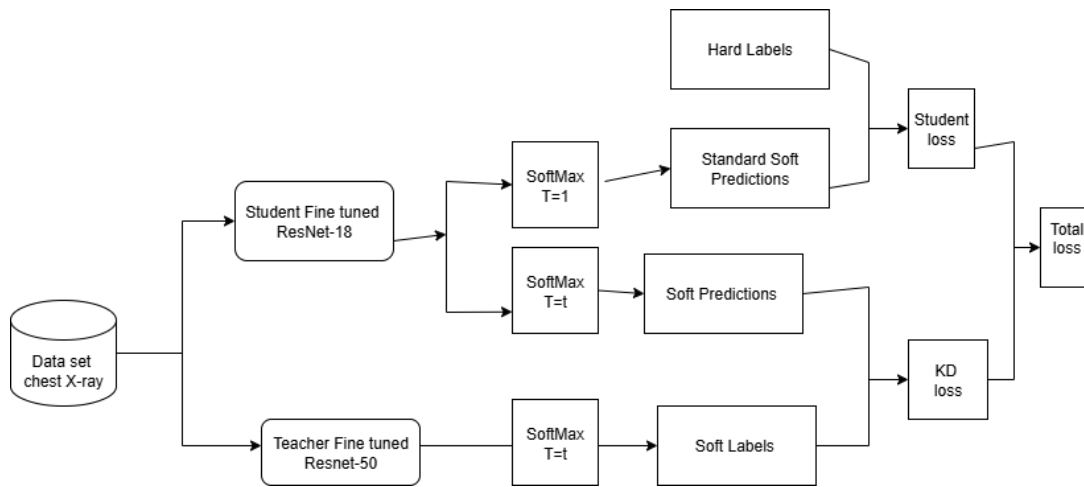 Hard Labels
Student
loss
SoftMax
T=1
Standard Soft
Predictions
Student Fine tuned
ResNet-18
Total
loss
SoftMax
T=t
Soft Predictions
Data set
chest X-ray
KD
loss
Teacher Fine tuned
Resnet-50
SoftMax
T=t
Soft Labels